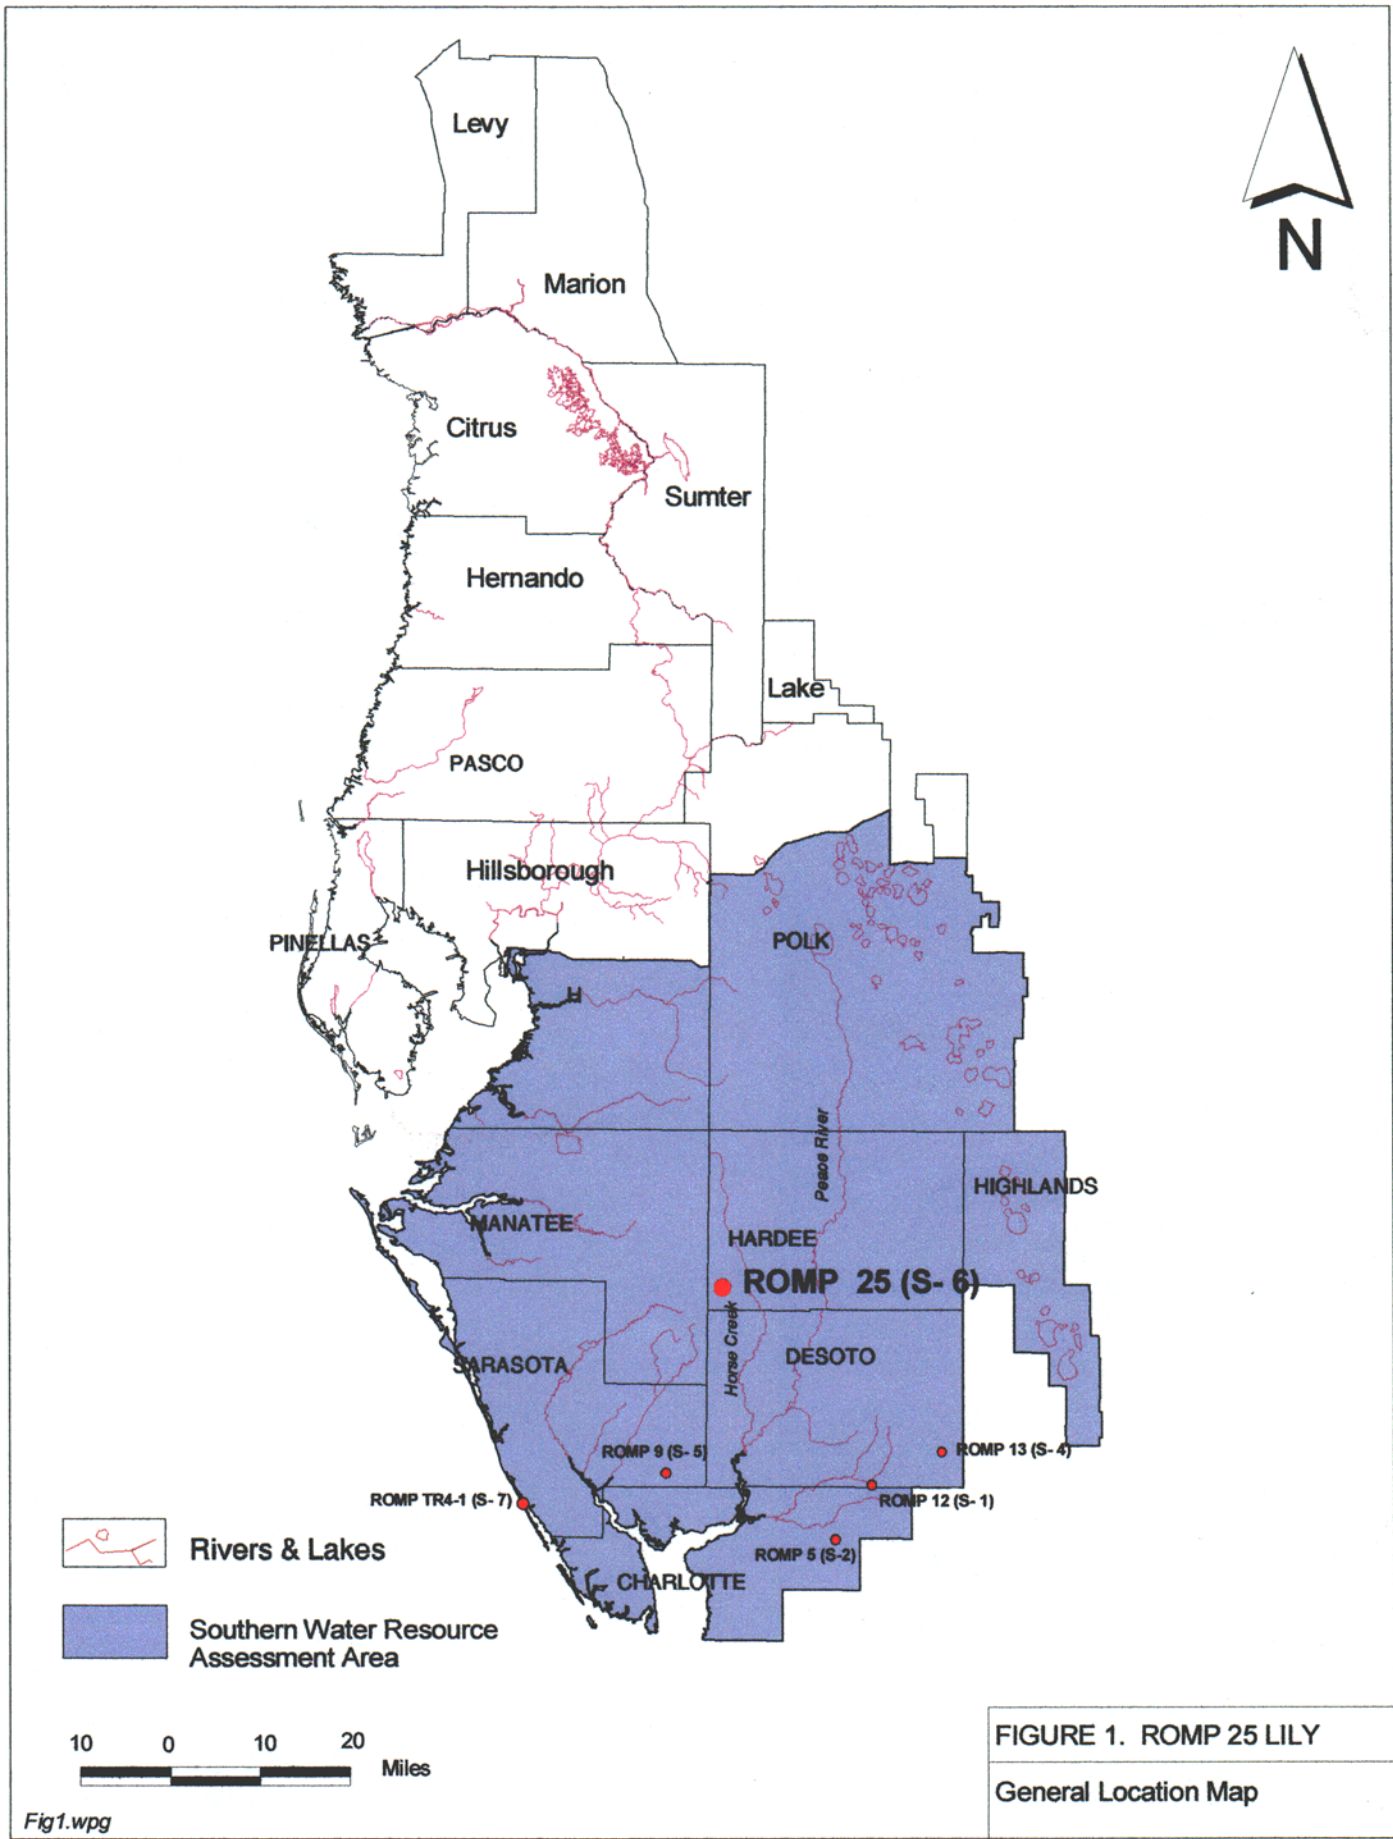 Levy
N
Marion
Citrus
Sumter
Hernando
Lake
PASCO
Hillsborough
PINELLAS
POLK
H
Peace River
HIGHLANDS
MANATEE
HARDEE
ROMP 25 (S-6)
Horse Creek
DESOTO
SARASOTA
ROMP 9 (S-5)
ROMP 13 (S-4)
ROMP TR4-1 (S-7)
ROMP 12 (S-1)
ROMP 5 (S-2)
CHARLOTTE
Rivers & Lakes
Southern Water Resource
Assessment Area
10 0 10 20
Miles
FIGURE 1. ROMP 25 LILY
General Location Map
Fig1.wpg